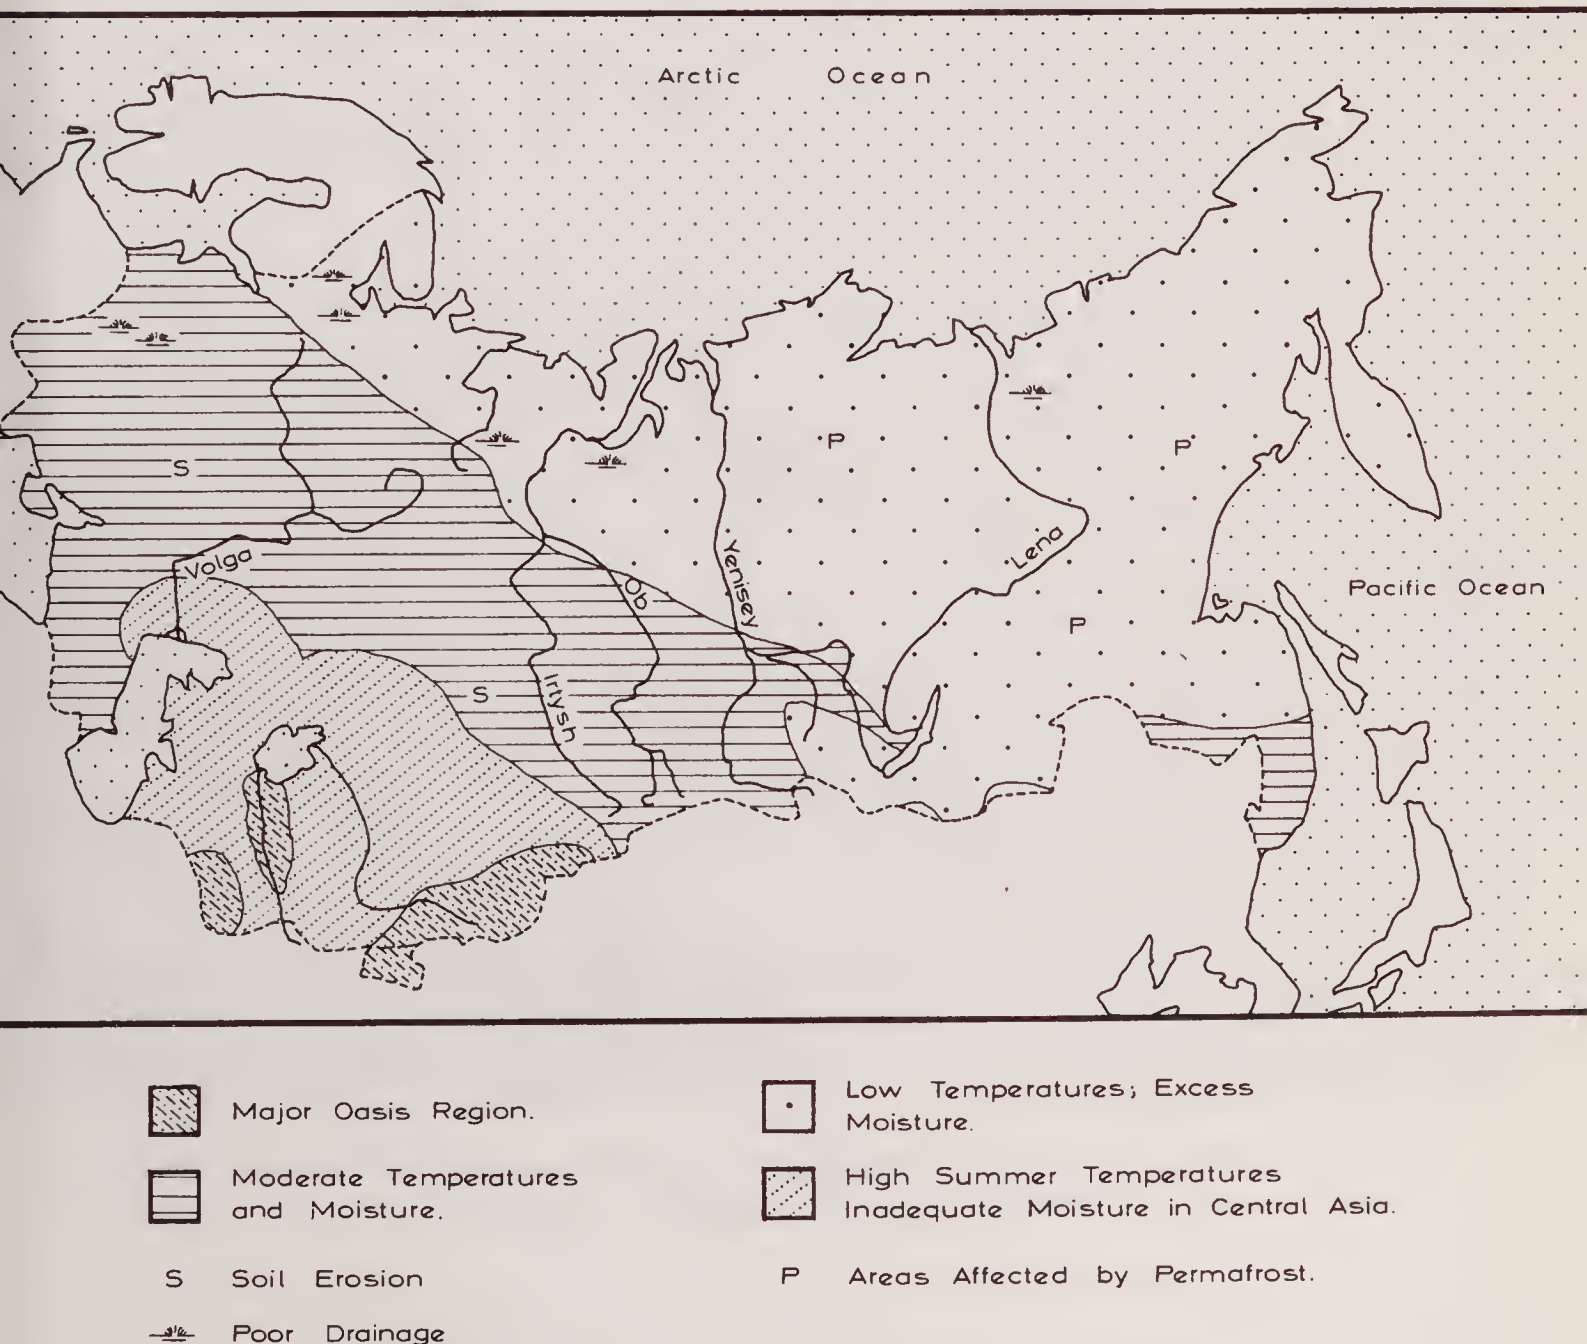 Arctic Ocean
S
P
P
Volga
Yenisey
Lena
Ob
Pacific Ocean
P
S
Irtysh
Major Oasis Region.
Moderate Temperatures
and Moisture.
S Soil Erosion
Poor Drainage
Low Temperatures; Excess
Moisture.
High Summer Temperatures
Inadequate Moisture in Central Asia.
P Areas Affected by Permafrost.